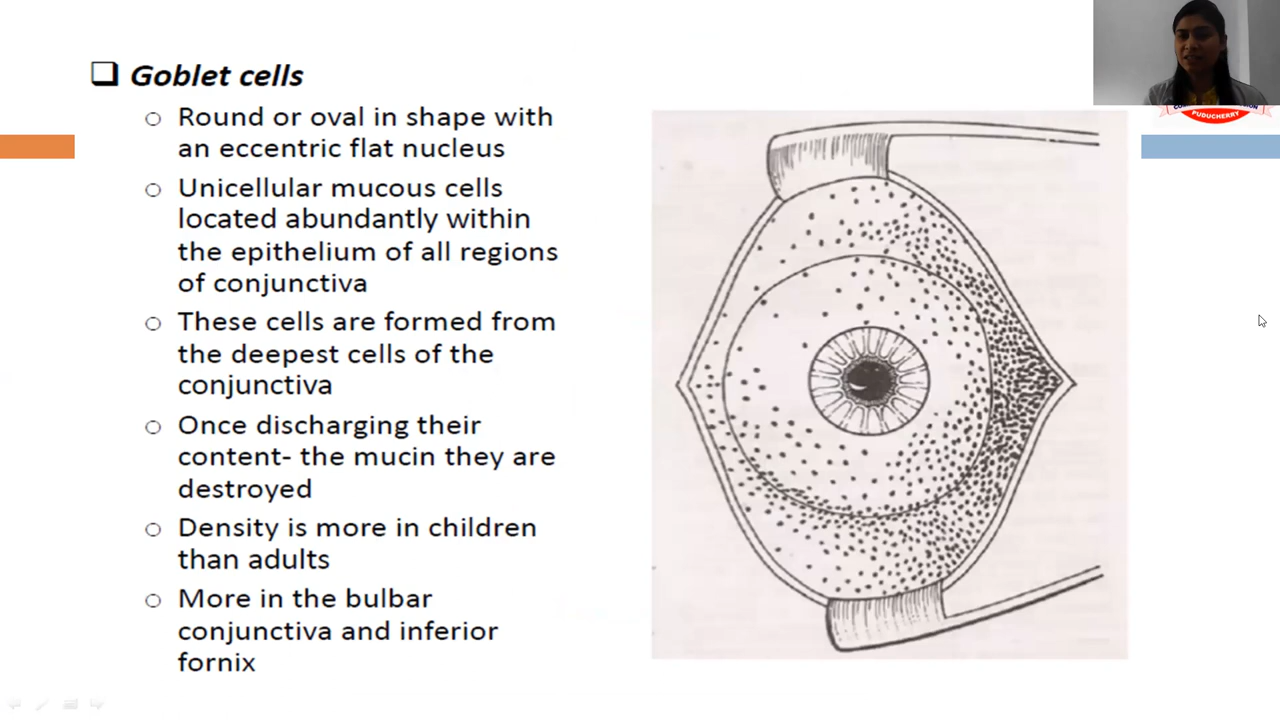 Goblet cells
Round or oval in shape with
an eccentric flat nucleus
Unicellular mucous cells
located abundantly within
the epithelium of all regions
of conjunctiva
These cells are formed from
the deepest cells of the
conjunctiva
Once discharging their
content- the mucin they are
destroyed
Density is more in children
than adults
More in the bulbar
conjunctiva and inferior
fornix
PUDUCHERRY